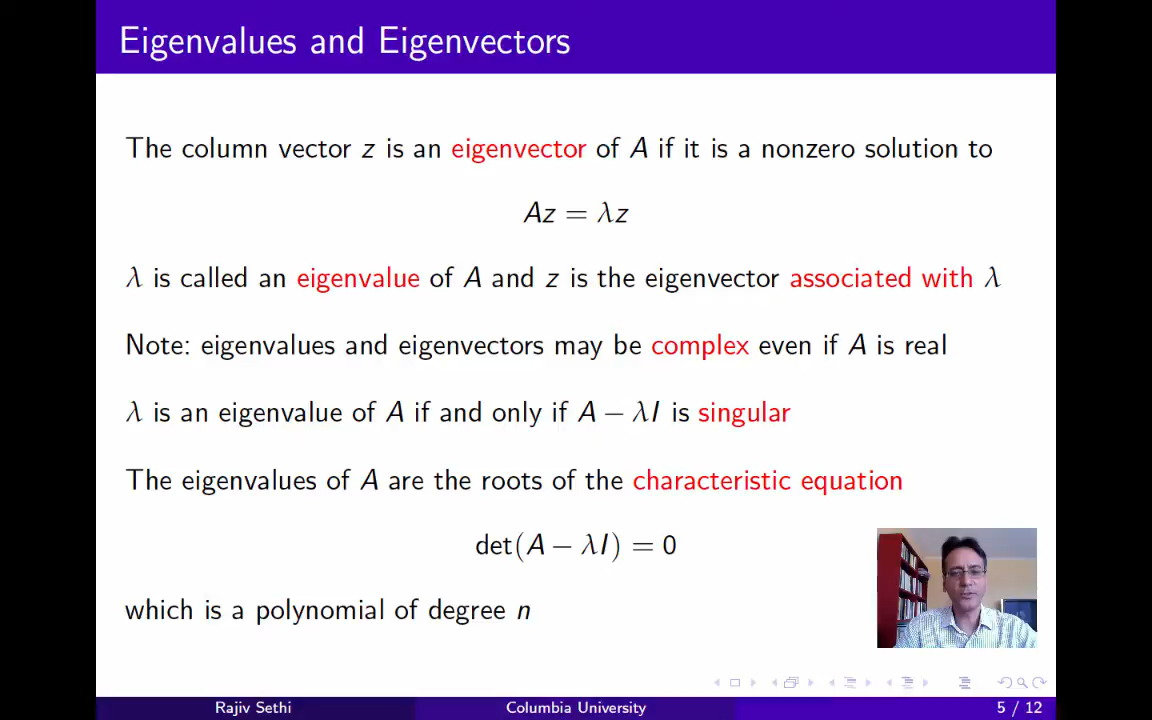 Eigenvalues and Eigenvectors
The column vector z is an eigenvector of A if it is a nonzero solution to
Az = λz
λ is called an eigenvalue of A and z is the eigenvector associated with λ
Note: eigenvalues and eigenvectors may be complex even if A is real
λ is an eigenvalue of A if and only if A − λI is singular
The eigenvalues of A are the roots of the characteristic equation
det(A − λI) = 0
which is a polynomial of degree n
Rajiv Sethi
Columbia University
5 / 12